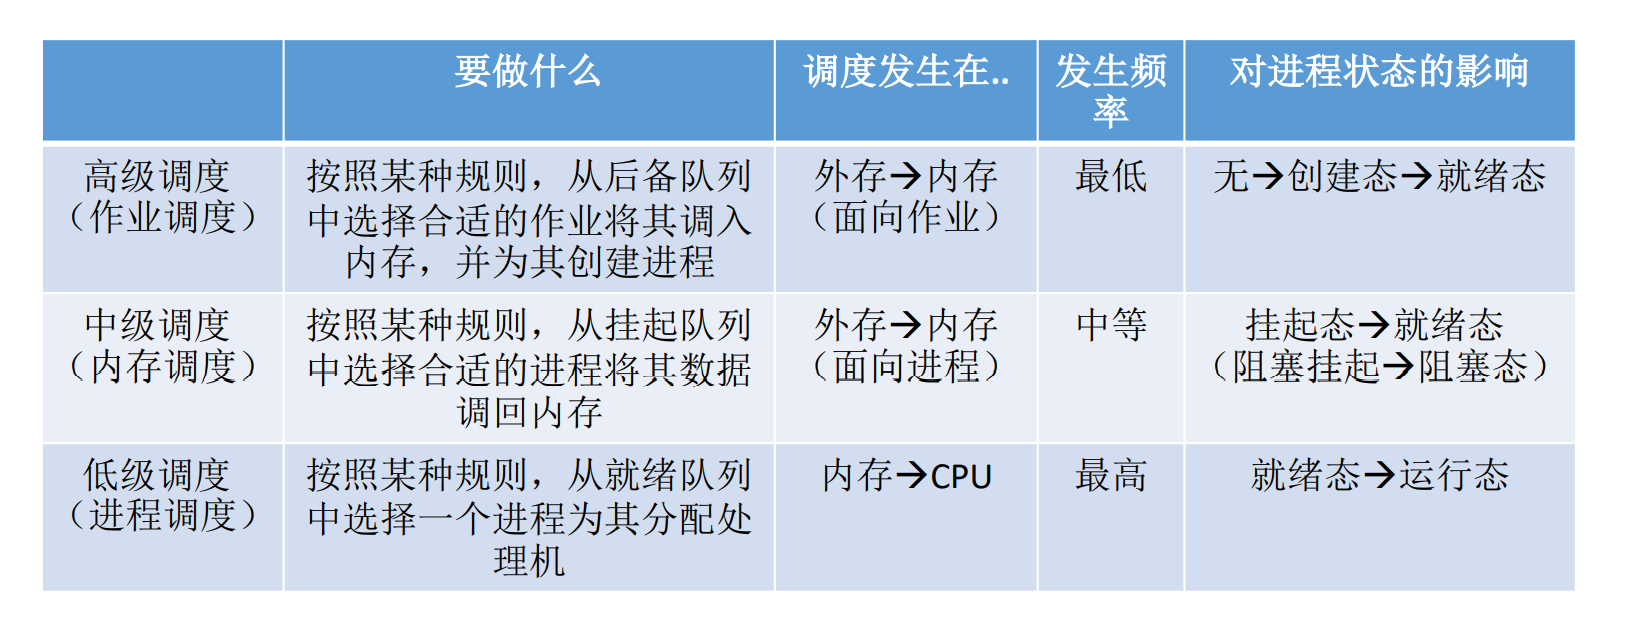 要做什么
调度发生在..
发生频
率
对进程状态的影响
高级调度
（作业调度）
按照某种规则，从后备队列
中选择合适的作业将其调入
内存，并为其创建进程
外存→内存
（面向作业）
最低
无→创建态→就绪态
中级调度
（内存调度）
按照某种规则，从挂起队列
中选择合适的进程将其数据
调回内存
外存→内存
（面向进程）
中等
挂起态→就绪态
（阻塞挂起→阻塞态）
低级调度
（进程调度）
按照某种规则，从就绪队列
中选择一个进程为其分配处
理机
内存→CPU
最高
就绪态→运行态